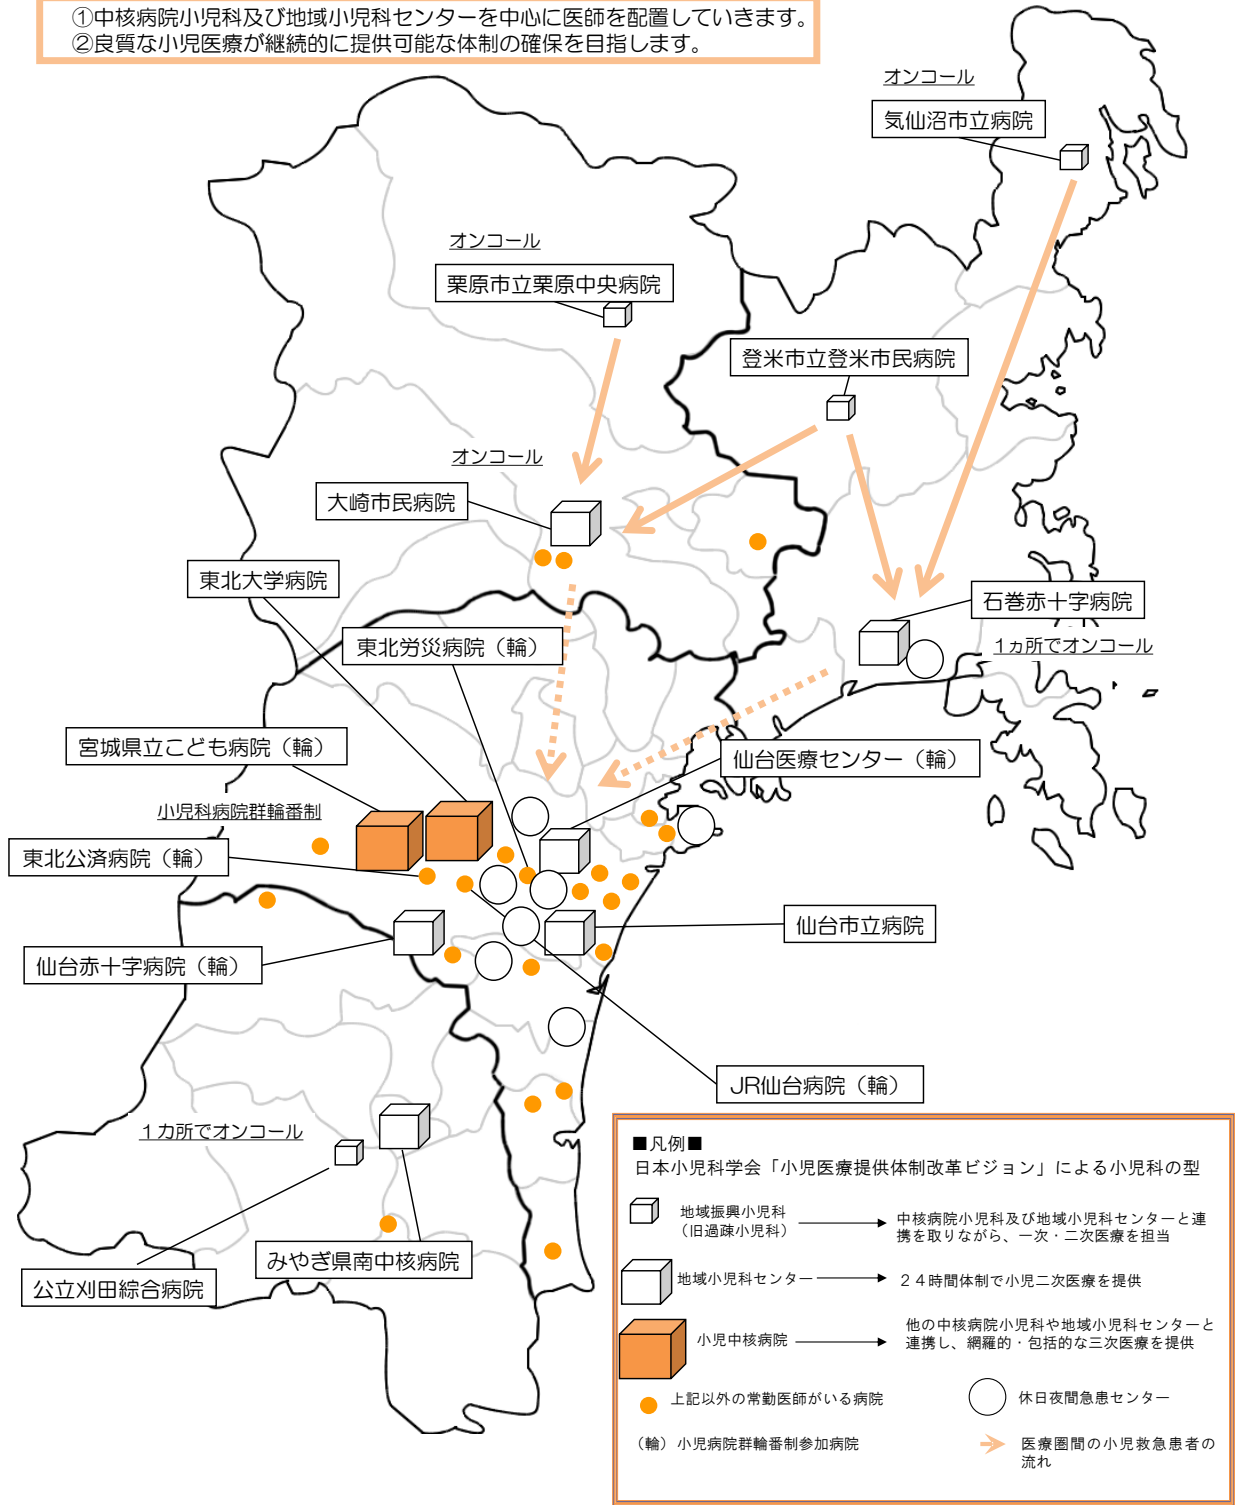 ①中核病院小児科及び地域小児科センターを中心に医師を配置していきます。
②良質な小児医療が継続的に提供可能な体制の確保を目指します。
オンコール
気仙沼市立病院
オンコール
栗原市立栗原中央病院
登米市立登米市民病院
オンコール
大崎市民病院
東北大学病院
石巻赤十字病院
1ヵ所でオンコール
東北労災病院（輪）
宮城県立こども病院（輪）
仙台医療センター（輪）
小児科病院群輪番制
東北公済病院（輪）
仙台市立病院
仙台赤十字病院（輪）
JR仙台病院（輪）
1カ所でオンコール
みやぎ県南中核病院
公立刈田綜合病院
■凡例■
日本小児科学会「小児医療提供体制改革ビジョン」による小児科の型
地域振興小児科
（旧過疎小児科）
中核病院小児科及び地域小児科センターと連
携を取りながら、一次・二次医療を担当
地域小児科センター
２４時間体制で小児二次医療を提供
小児中核病院
他の中核病院小児科や地域小児科センターと
連携し、網羅的・包括的な三次医療を提供
上記以外の常勤医師がいる病院
休日夜間急患センター
（輪）小児病院群輪番制参加病院
医療圏間の小児救急患者の
流れ